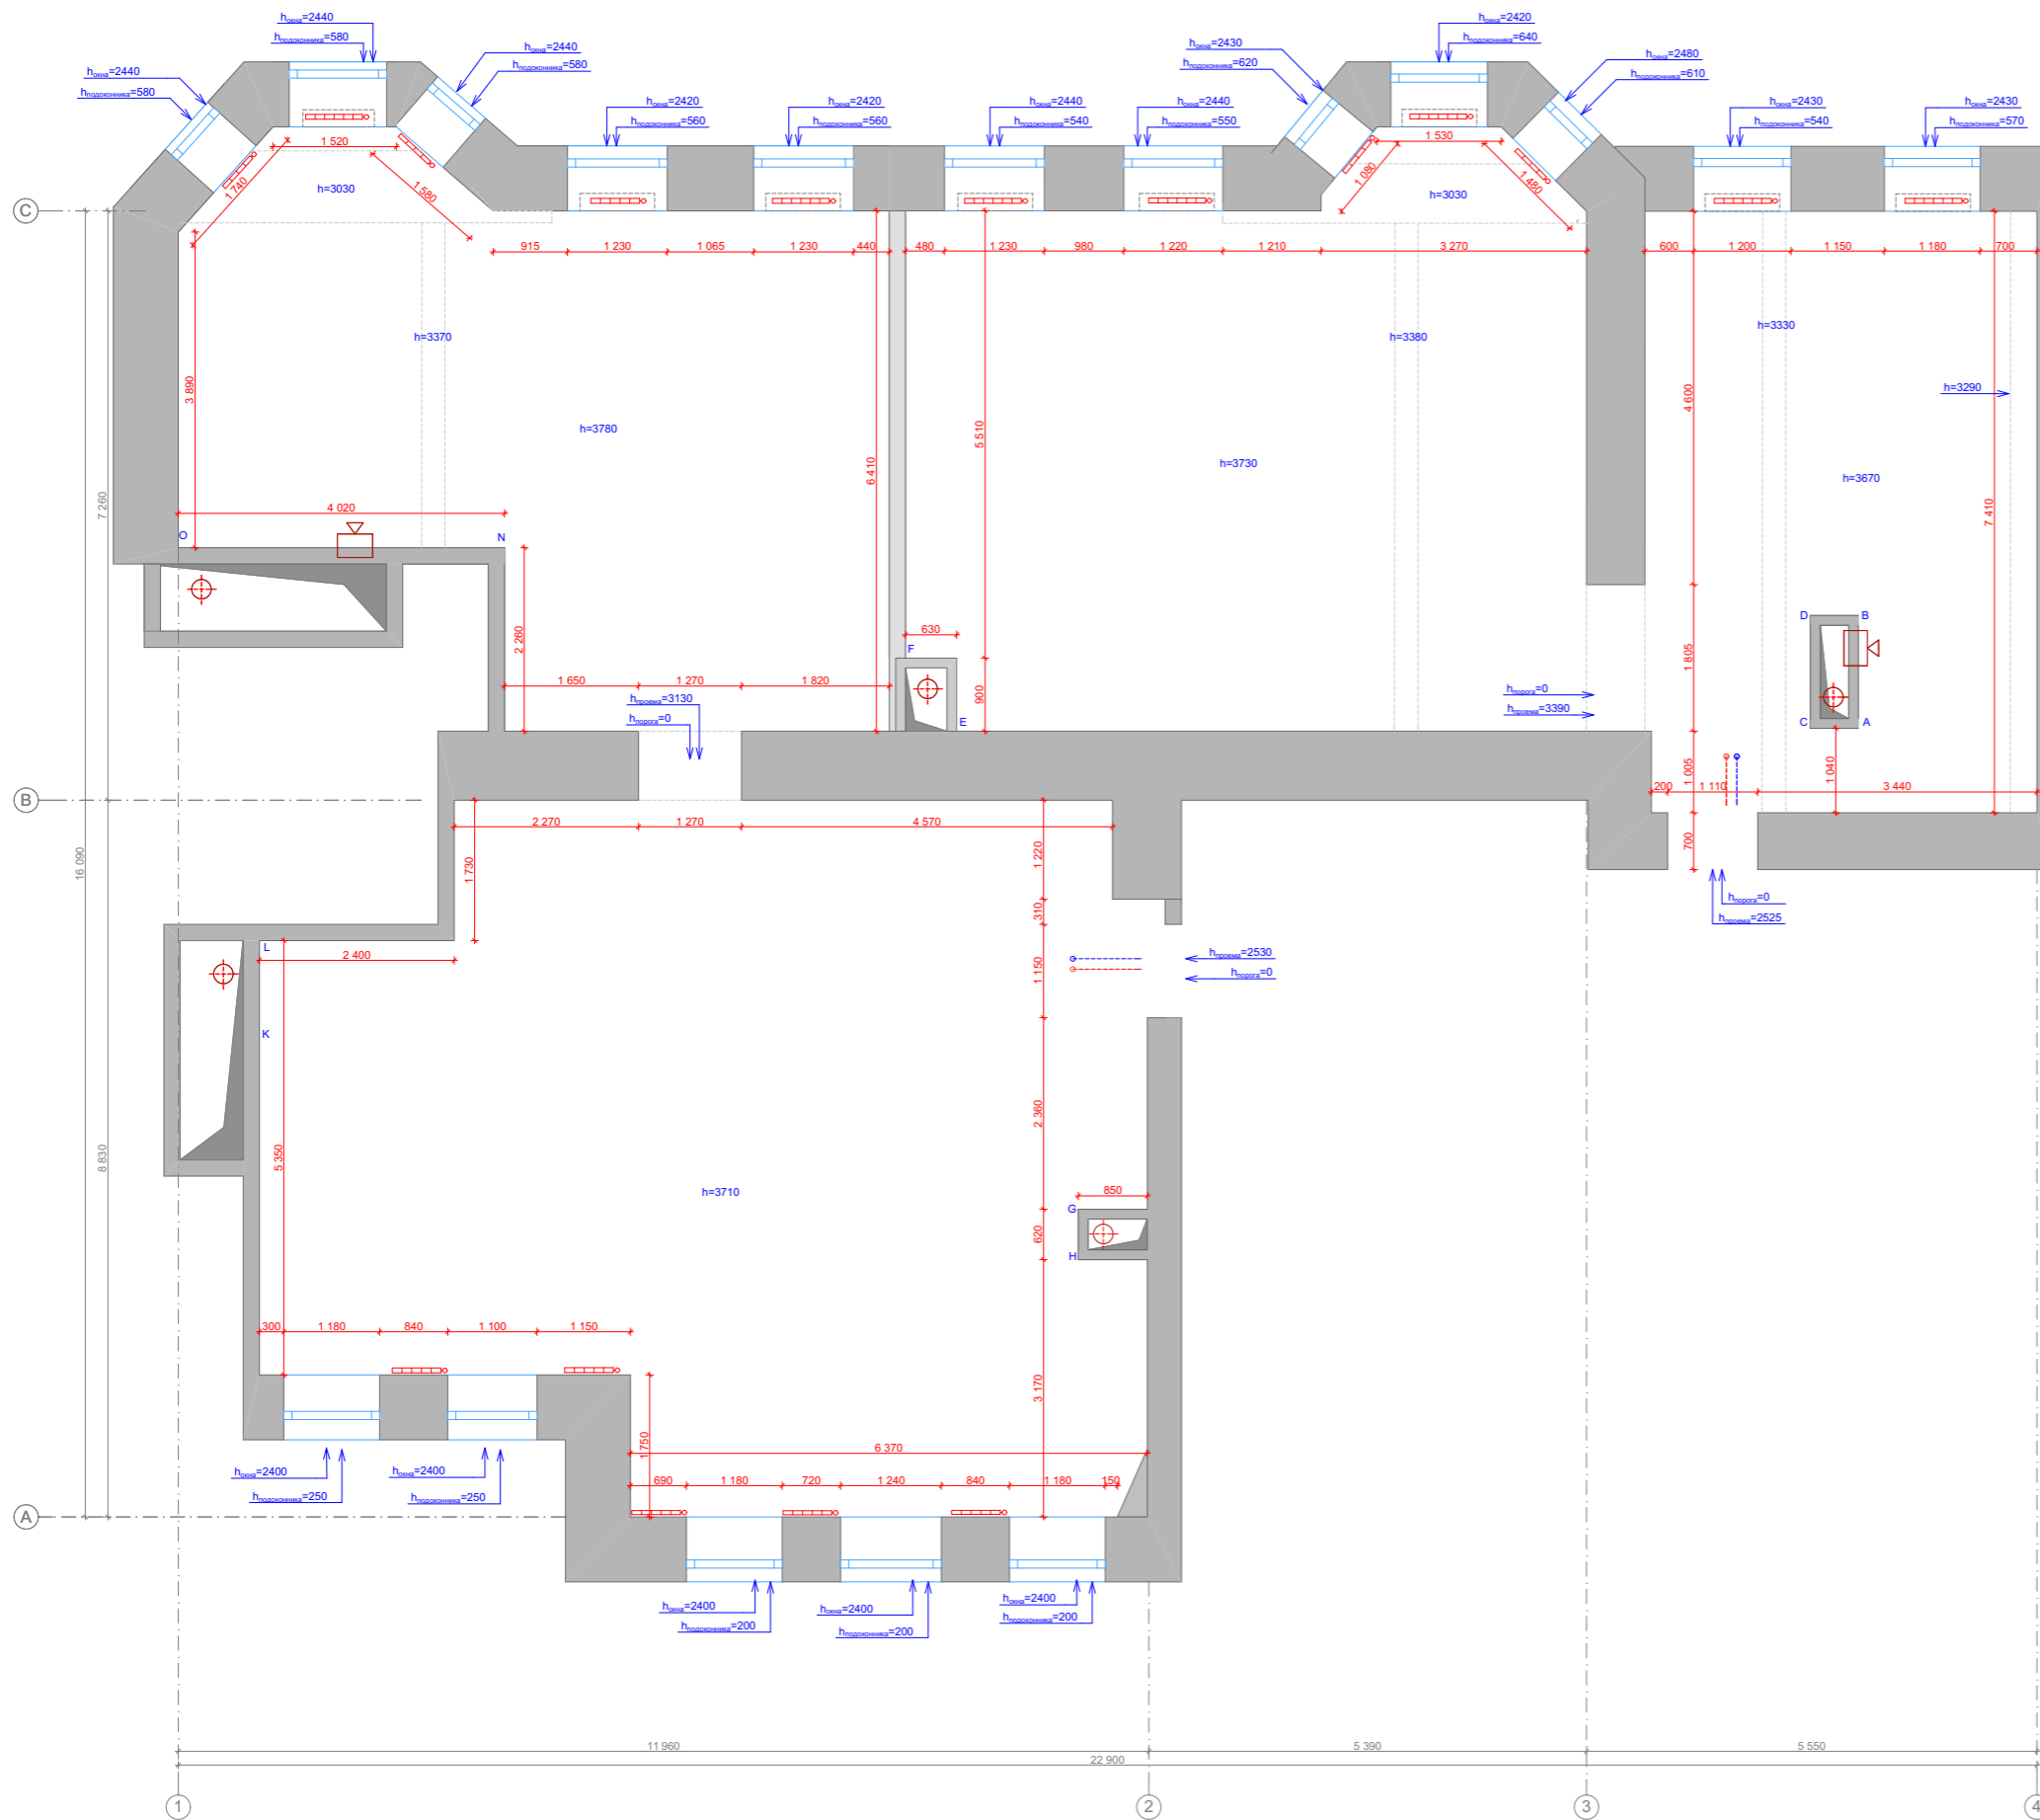 hокна=2440
hподоконника=580
hокна=2440
hподоконника=580
hокна=2440
hподоконника=580
hокна=2420
hподоконника=560
hокна=2420
hподоконника=560
hокна=2440
hподоконника=540
hокна=2440
hподоконника=550
hокна=2430
hподоконника=620
hокна=2420
hподоконника=640
hокна=2480
hподоконника=610
hокна=2430
hподоконника=540
hокна=2430
hподоконника=570
1 520
1 740
1 580
h=3030
1 530
1 080
1 480
h=3030
C
915
1 230
1 065
1 230
440
480
1 230
980
1 220
1 210
3 270
600
1 200
1 150
1 180
700
h=3370
h=3380
h=3330
h=3290
3 890
h=3780
6 410
5 510
h=3730
4 600
h=3670
7 410
7 260
4 020
O
N
2 260
630
F
900
E
1 650
1 270
1 820
hпроема=3130
hпорога=0
hпорога=0
hпроема=3390
1 805
D
B
C
A
1 040
1 005
200
1 110
3 440
700
hпорога=0
hпроема=2525
B
2 270
1 270
4 570
1 730
1 220
310
16 090
L
2 400
K
1 150
hпроема=2530
hпорога=0
2 360
8 830
5 350
h=3710
850
G
620
H
300
1 180
840
1 100
1 150
3 170
1 750
6 370
690
1 180
720
1 240
840
1 180
150
hокна=2400
hподоконника=250
hокна=2400
hподоконника=250
A
hокна=2400
hподоконника=200
hокна=2400
hподоконника=200
hокна=2400
hподоконника=200
11 960
5 390
5 550
22 900
1
2
3
4